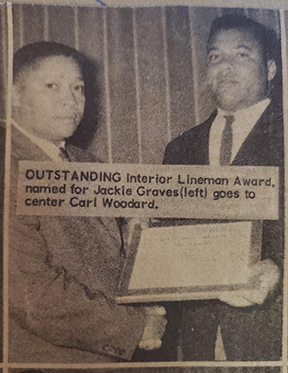 OUTSTANDING Interior Lineman Award,
named for Jackie Graves(left) goes to
center Carl Woodard.